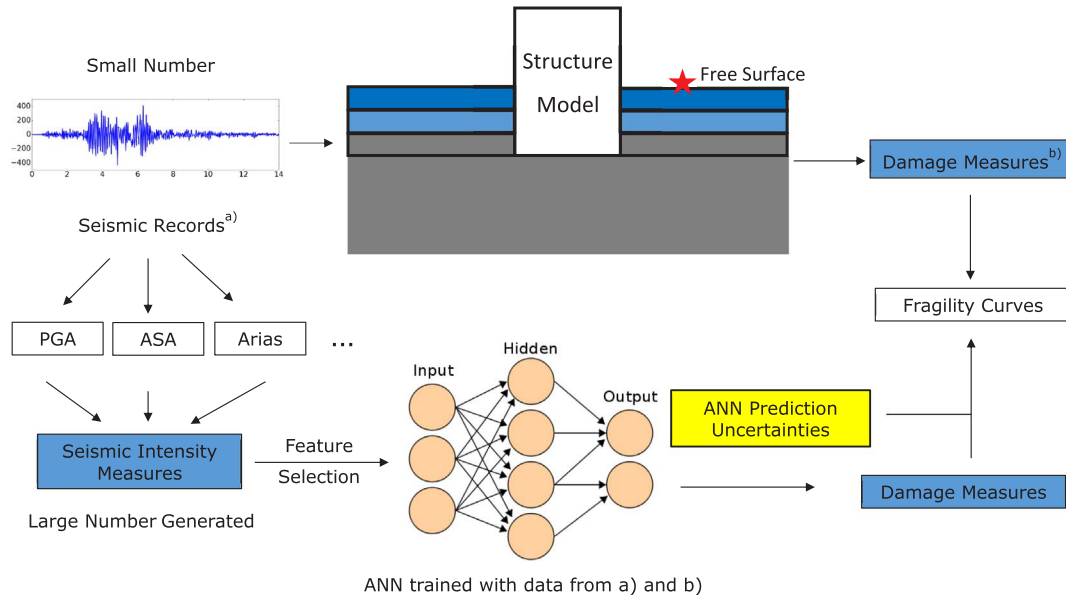 Small Number
400
200
0
−200
−400
0 2 4 6 8 10 12 14
Seismic Records a)
Structure
Model
Free Surface
Damage Measures b)
Fragility Curves
PGA
ASA
Arias
...
Seismic Intensity
Measures
Large Number Generated
Feature
Selection
Input
Hidden
Output
ANN Prediction
Uncertainties
Damage Measures
ANN trained with data from a) and b)